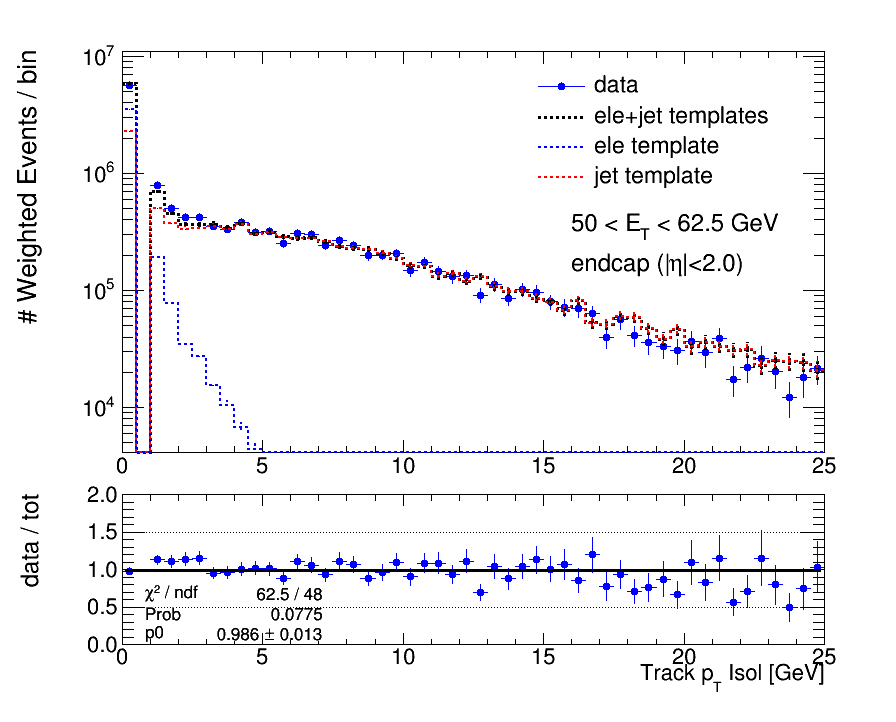 # Weighted Events / bin
10⁷
10⁶
10⁵
10⁴
data
ele+jet templates
ele template
jet template
50 < E_T < 62.5 GeV
endcap (|η|<2.0)
0 5 10 15 20 25
data / tot
2.0
1.5
1.0
0.5
0.0
χ² / ndf 62.5 / 48
Prob 0.0775
p0 0.986 ± 0.013
0 5 10 15 20 25
Track p_T Isol [GeV]